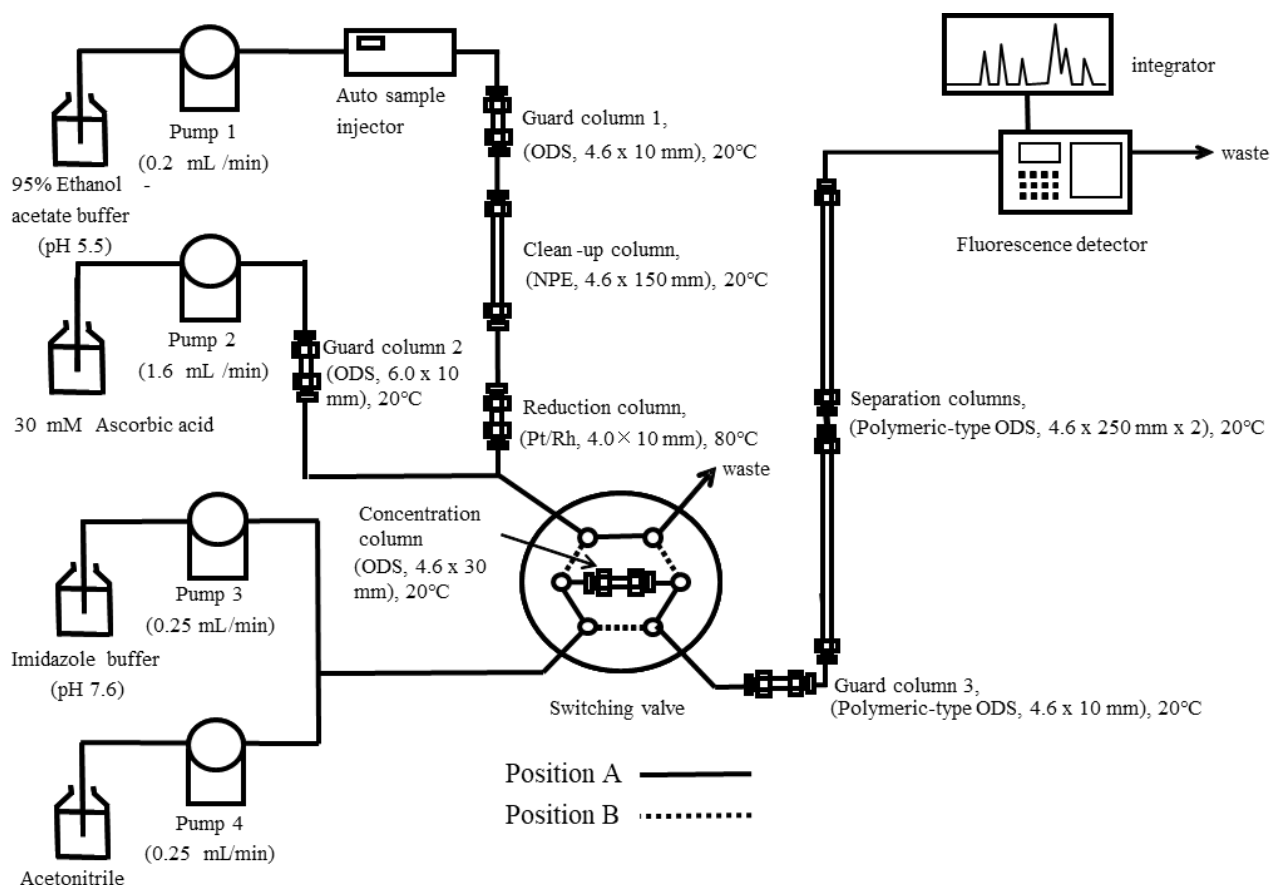 Pump 1
(0.2 mL /min)
95% Ethanol -
acetate buffer
(pH 5.5)
Auto sample
injector
Guard column 1,
(ODS, 4.6 x 10 mm), 20°C
Clean -up column,
(NPE, 4.6 x 150 mm), 20°C
Reduction column,
(Pt/Rh, 4.0× 10 mm), 80°C
Pump 2
(1.6 mL /min)
30 mM Ascorbic acid
Guard column 2
(ODS, 6.0 x 10
mm), 20°C
integrator
waste
Fluorescence detector
Separation columns,
(Polymeric-type ODS, 4.6 x 250 mm x 2), 20°C
waste
Concentration
column
(ODS, 4.6 x 30
mm), 20°C
Switching valve
Guard column 3,
(Polymeric-type ODS, 4.6 x 10 mm), 20°C
Pump 3
(0.25 mL/min)
Imidazole buffer
(pH 7.6)
Pump 4
(0.25 mL/min)
Acetonitrile
Position A
Position B